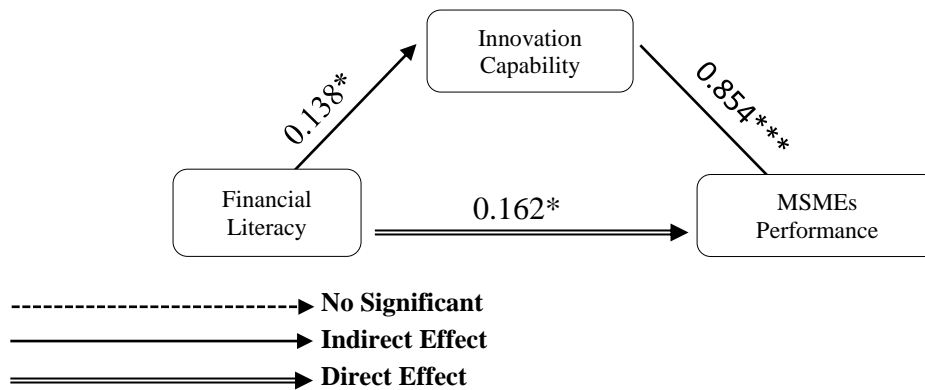 Innovation
Capability
0.138*
0.854***
Financial
Literacy
0.162*
MSMEs
Performance
No Significant
Indirect Effect
Direct Effect